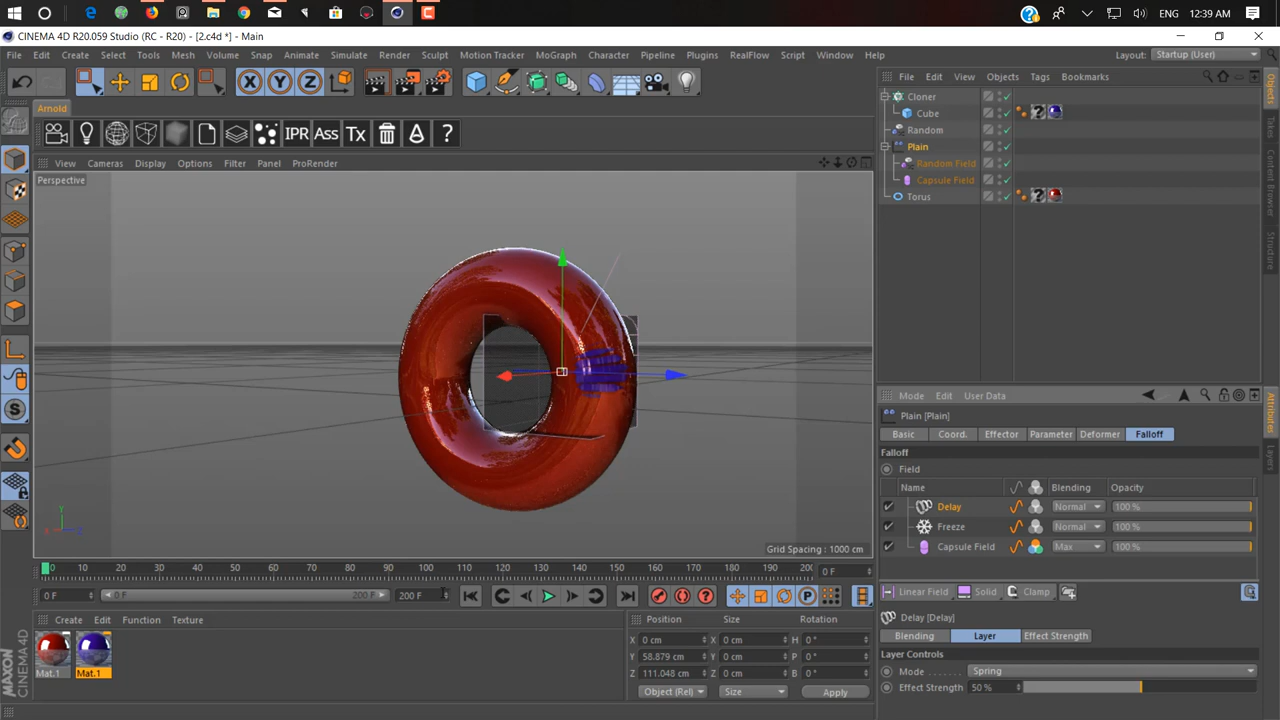 ENG 12:39 AM
CINEMA 4D R20.059 Studio (RC - R20) - [2.c4d *] - Main
File Edit Create Select Tools Mesh Volume Snap Animate Simulate Render Sculpt Motion Tracker MoGraph Character Pipeline Plugins RealFlow Script Window Help Layout: Startup (User)
X Y Z
File Edit View Objects Tags Bookmarks
Arnold
IPR Ass Tx ?
View Cameras Display Options Filter Panel ProRender
Perspective
Cloner
Cube
Random
Plain
Random Field
Capsule Field
Torus
Objects
Takes
Content Browser
Structure
Y
X Z
Grid Spacing : 1000 cm
Mode Edit User Data
Plain [Plain]
Basic Coord. Effector Parameter Deformer Falloff
Falloff
Field
Name Blending Opacity
Delay Normal 100 %
Freeze Normal 100 %
Capsule Field Max 100 %
Linear Field Solid Clamp
Delay [Delay]
Blending Layer Effect Strength
Layer Controls
Mode Spring
Effect Strength 50 %
Attributes
Layers
0 10 20 30 40 50 60 70 80 90 100 110 120 130 140 150 160 170 180 190 200 0 F
0 F 0 F 200 F 200 F
Create Edit Function Texture
Mat.1 Mat.1
MAXON CINEMA 4D
Position Size Rotation
X 0 cm X 0 cm H 0 °
Y 58.879 cm Y 0 cm P 0 °
Z 111.048 cm Z 0 cm B 0 °
Object (Rel) Size Apply